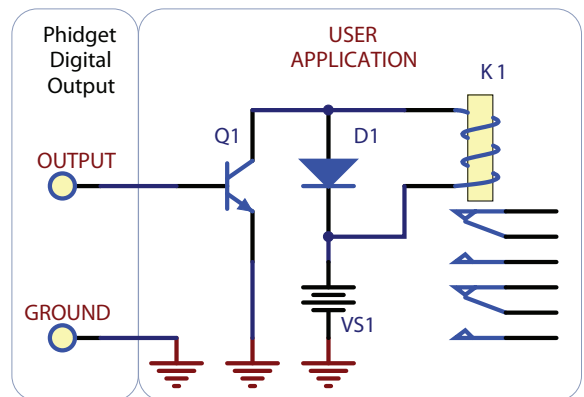 Phidget
Digital
Output
USER
APPLICATION
K1
Q1
D1
OUTPUT
GROUND
VS1